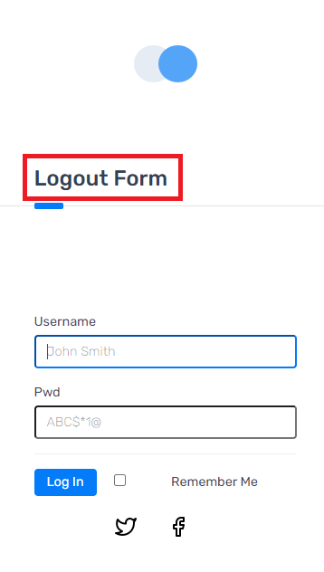 Logout Form
Username
John Smith
Pwd
ABC$*1@
Log In
Remember Me